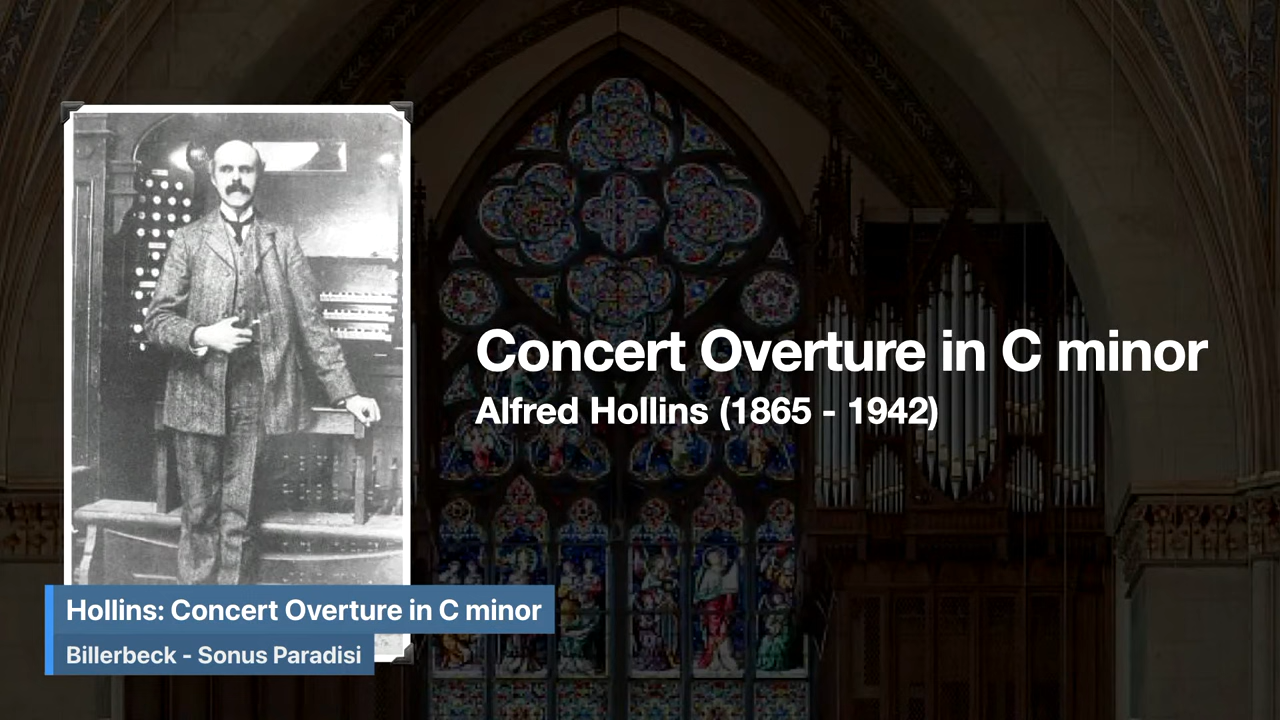 Concert Overture in C minor
Alfred Hollins (1865 - 1942)
Hollins: Concert Overture in C minor
Billerbeck - Sonus Paradisi